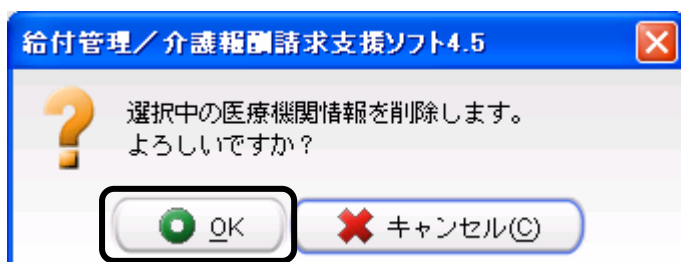 給付管理／介護報酬請求支援ソフト4.5
選択中の医療機関情報を削除します。
よろしいですか？
OK
キャンセル(C)